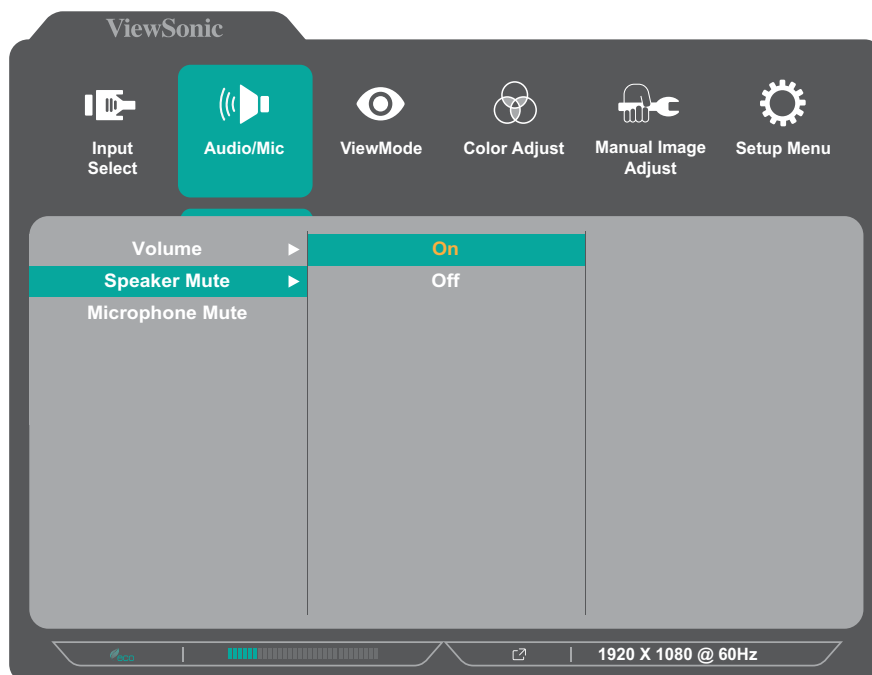 ViewSonic
Input
Select
Audio/Mic
ViewMode
Color Adjust
Manual Image
Adjust
Setup Menu
Volume
On
Speaker Mute
Off
Microphone Mute
eco
1920 X 1080 @ 60Hz